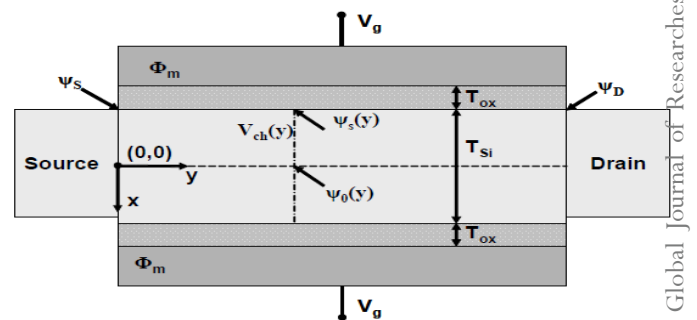 Vg
Φm
ψS
Tox
ψD
Vch(y)
ψs(y)
Source
(0,0)
y
TSi
Drain
ψ0(y)
x
Tox
Φm
Vg
Global Journal of Researches